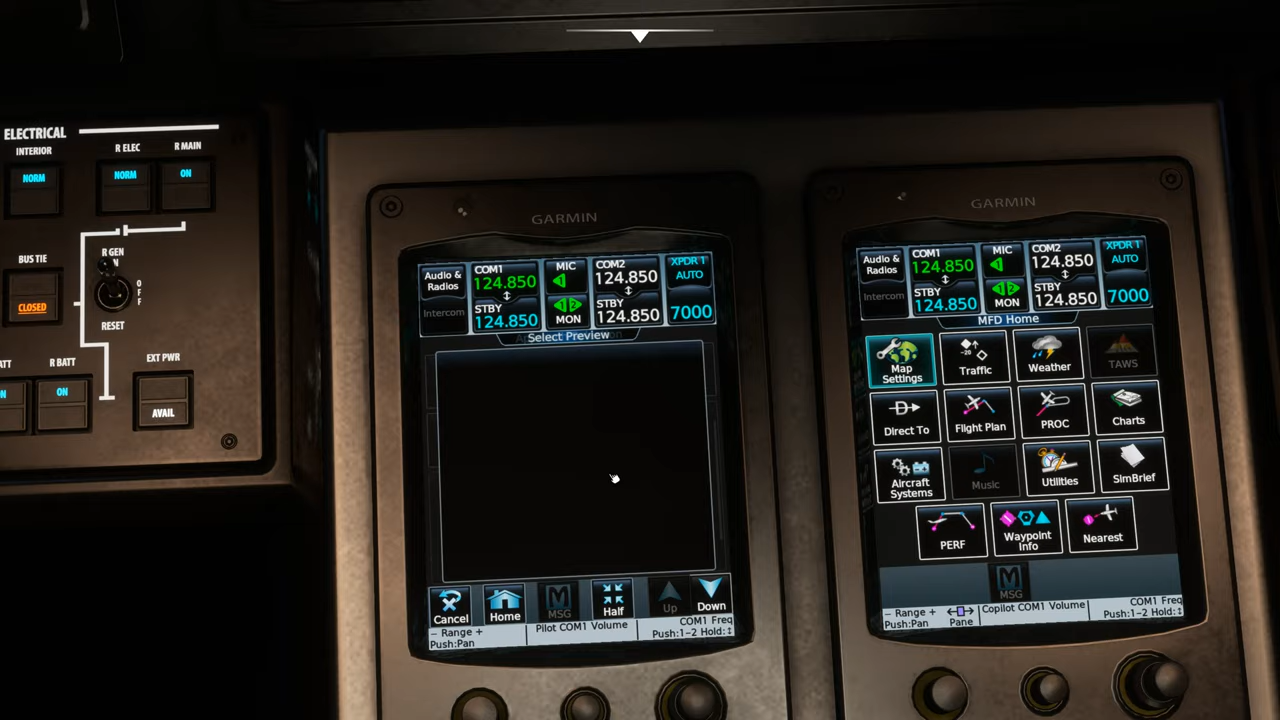 ELECTRICAL
INTERIOR
R ELEC
R MAIN
NORM
NORM
ON
BUS TIE
R GEN
CLOSED
O
F
F
RESET
R BATT
EXT PWR
ON
AVAIL
GARMIN
Audio &
Radios
Intercom
COM1
124.850
STBY
124.850
MIC
MON
COM2
124.850
STBY
124.850
XPDR 1
AUTO
7000
Select Preview
Cancel
Home
MSG
Half
Up
Down
– Range +
Push:Pan
Pilot COM1 Volume
COM1 Freq
Push:1–2 Hold:↕
GARMIN
Audio &
Radios
Intercom
COM1
124.850
STBY
124.850
MIC
MON
COM2
124.850
STBY
124.850
XPDR 1
AUTO
7000
MFD Home
Map
Settings
Traffic
Weather
TAWS
Direct To
Flight Plan
PROC
Charts
Aircraft
Systems
Music
Utilities
SimBrief
PERF
Waypoint
Info
Nearest
MSG
– Range +
Push:Pan
Pane
Copilot COM1 Volume
COM1 Freq
Push:1–2 Hold:↕